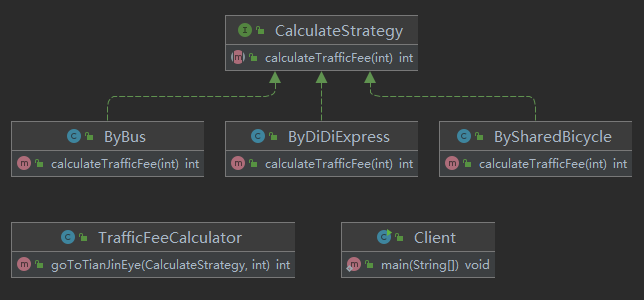 CalculateStrategy
calculateTrafficFee(int) int
ByBus
calculateTrafficFee(int) int
ByDiDiExpress
calculateTrafficFee(int) int
BySharedBicycle
calculateTrafficFee(int) int
TrafficFeeCalculator
goToTianJinEye(CalculateStrategy, int) int
Client
main(String[]) void